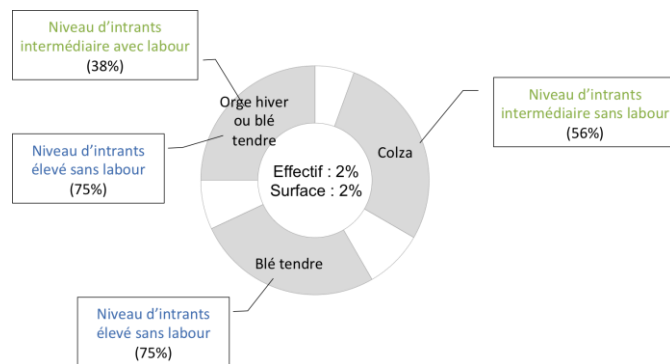 Niveau d’intrants
intermédiaire avec labour
(38%)
Orge hiver
ou blé
tendre
Niveau d’intrants
élevé sans labour
(75%)
Effectif : 2%
Surface : 2%
Colza
Niveau d’intrants
intermédiaire sans labour
(56%)
Blé tendre
Niveau d’intrants
élevé sans labour
(75%)